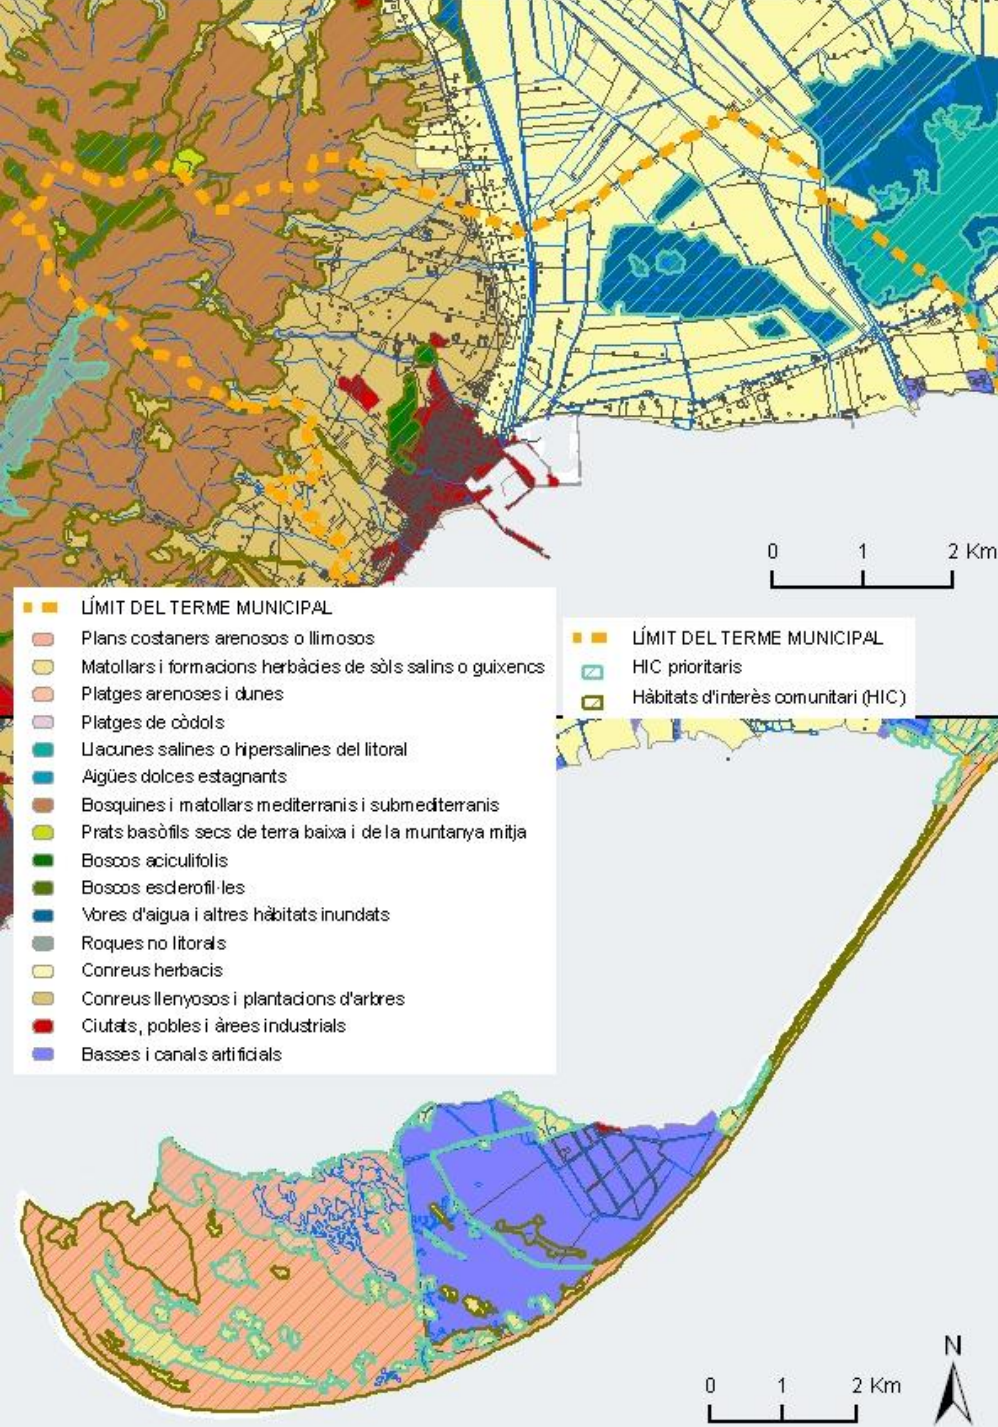 0 1 2 Km
LÍMIT DEL TERME MUNICIPAL
Plans costaners arenosos o llimosos
Matollars i formacions herbàcies de sòls salins o guixencs
Platges arenoses i dunes
Platges de còdols
Llacunes salines o hipersalines del litoral
Aigües dolces estagnants
Bosquines i matollars mediterranis i submediterranis
Prats basòfils secs de terra baixa i de la muntanya mitja
Boscos aciculifolis
Boscos esclerofil·les
Vores d'aigua i altres hàbitats inundats
Roques no litorals
Conreus herbacis
Conreus llenyosos i plantacions d'arbres
Ciutats, pobles i àrees industrials
Basses i canals artificials
LÍMIT DEL TERME MUNICIPAL
HIC prioritaris
Hàbitats d'interès comunitari (HIC)
N
0 1 2 Km